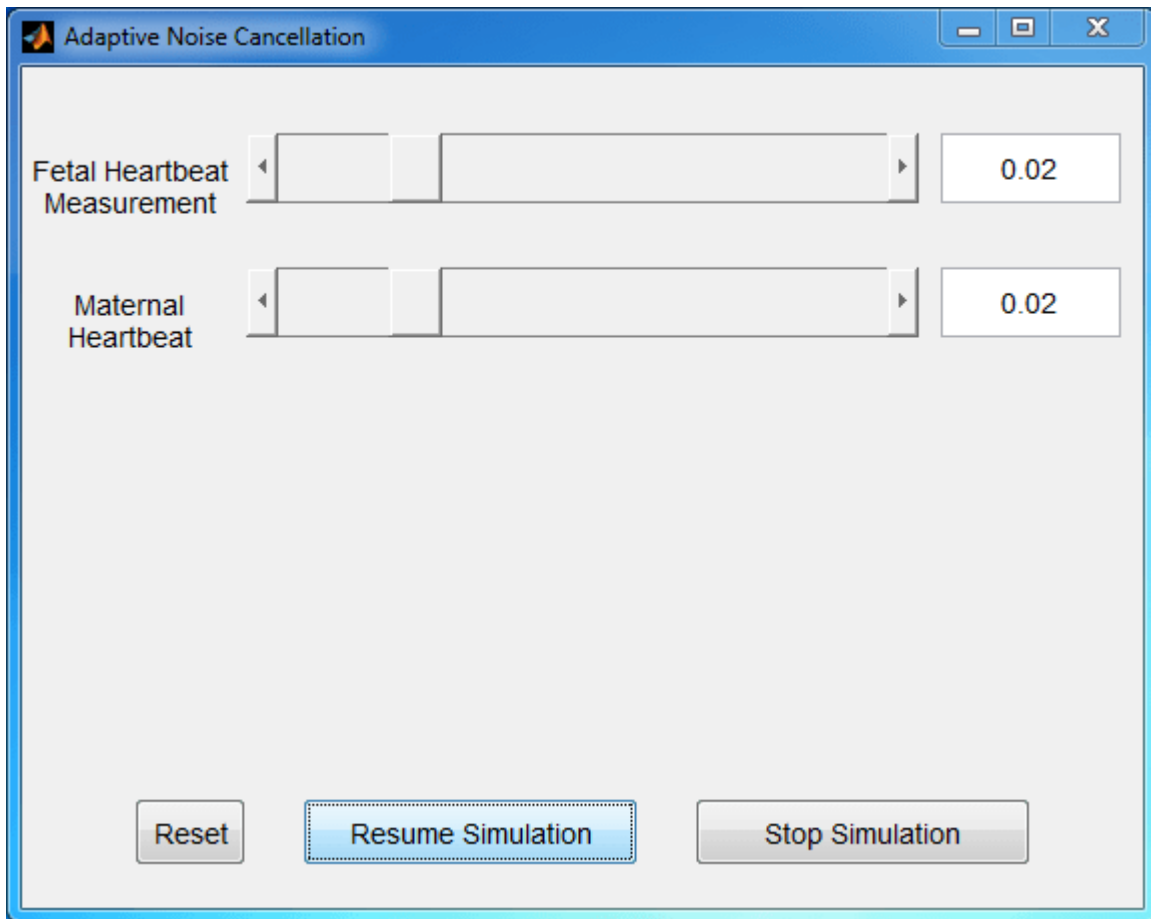 Adaptive Noise Cancellation
Fetal Heartbeat
Measurement
0.02
Maternal
Heartbeat
0.02
Reset
Resume Simulation
Stop Simulation